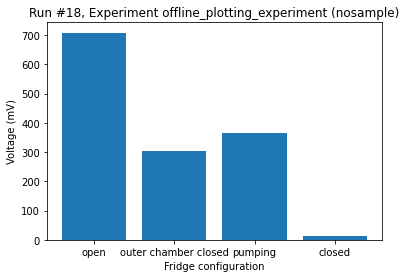 Run #18, Experiment offline_plotting_experiment (nosample)
700
600
500
400
300
200
100
0
Voltage (mV)
open outer chamber closed pumping closed
Fridge configuration